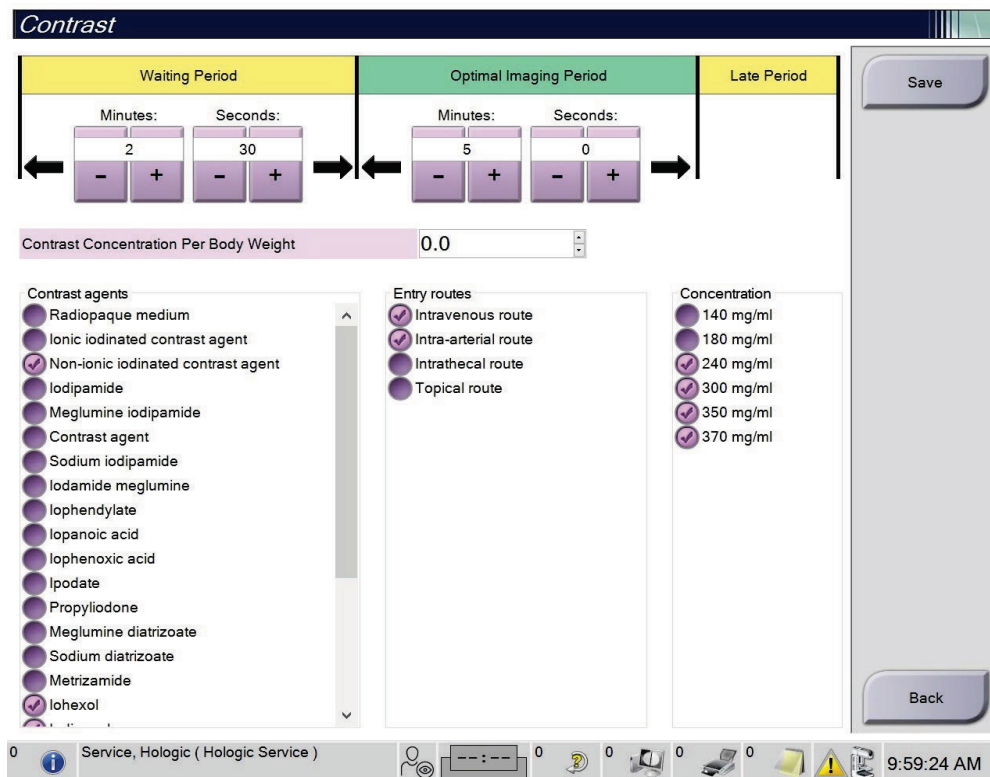 Contrast
Waiting Period
Optimal Imaging Period
Late Period
Save
Minutes:
Seconds:
Minutes:
Seconds:
2
30
5
0
-
+
-
+
-
+
-
+
Contrast Concentration Per Body Weight
0.0
Contrast agents
Radiopaque medium
Ionic iodinated contrast agent
Non-ionic iodinated contrast agent
Iodipamide
Meglumine iodipamide
Contrast agent
Sodium iodipamide
Iodamide meglumine
Iophendylate
Iopanoic acid
Iophenoxic acid
Ipodate
Propyliodone
Meglumine diatrizoate
Sodium diatrizoate
Metrizamide
Iohexol
Entry routes
Intravenous route
Intra-arterial route
Intrathecal route
Topical route
Concentration
140 mg/ml
180 mg/ml
240 mg/ml
300 mg/ml
350 mg/ml
370 mg/ml
Back
0
Service, Hologic ( Hologic Service )
--:--
0
0
0
0
9:59:24 AM